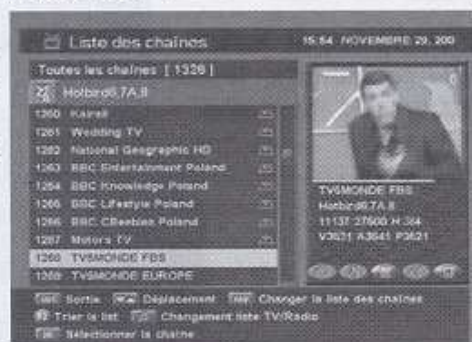 Liste des chaînes
15:54 NOVEMBRE 29, 200
Toutes les chaînes [ 1328 ]
Hotbird6,7A,8
1260 Kaireil
1261 Wedding TV
1262 National Geographic HD
1263 BBC Entertainment Poland
1264 BBC Knowledge Poland
1265 BBC Lifestyle Poland
1266 BBC CBeebies Poland
1267 Motors TV
1268 TV5MONDE FBS
1269 TV5MONDE EUROPE
TV5MONDE FBS
Hotbird6,7A,8
11137 27500 H 3/4
V3621 A3641 P3621
Sortie Déplacement Changer la liste des chaînes
Trier la list Changement liste TV/Radio
Sélectionner la chaîne